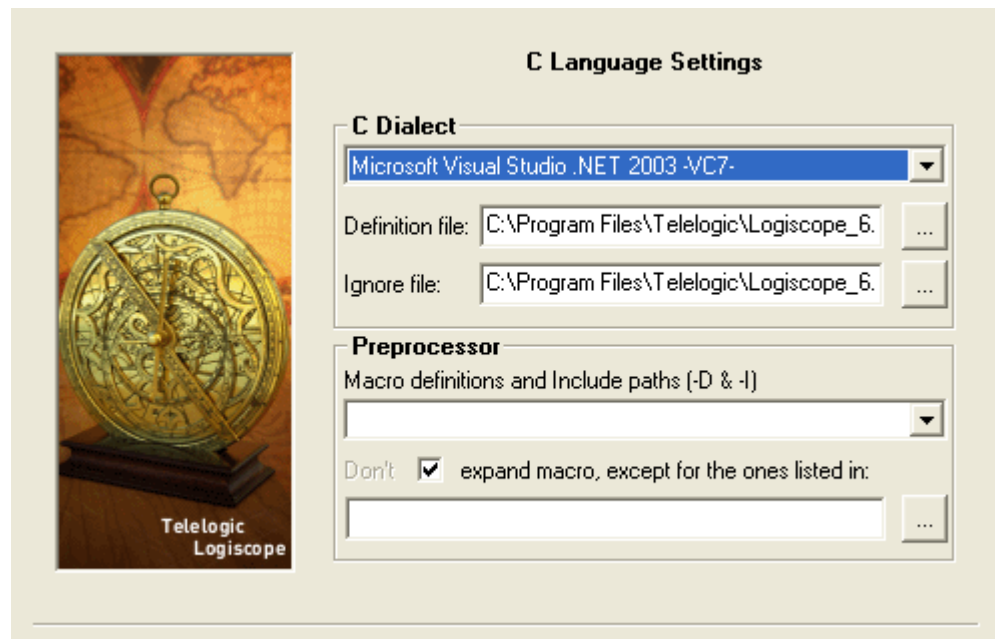 C Language Settings
C Dialect
Microsoft Visual Studio .NET 2003 -VC7-
Definition file: C:\Program Files\Telelogic\Logiscope_6. ...
Ignore file: C:\Program Files\Telelogic\Logiscope_6. ...
Preprocessor
Macro definitions and Include paths (-D & -I)
Don't expand macro, except for the ones listed in:
...
Telelogic
Logiscope